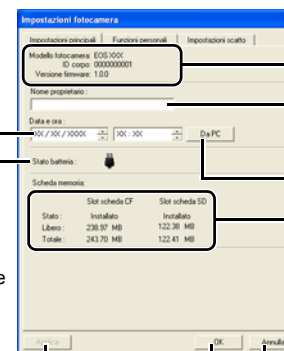 Impostazioni fotocamera
Impostazioni principali Funzioni personali Impostazioni scatto
Modello fotocamera: EOS XXX
ID corpo: 0000000001
Versione firmware: 1.0.0
Nome proprietario :
Data e ora :
XX/XX/XXXX XX : XX Da PC
Stato batteria :
Scheda memoria:
Slot scheda CF Slot scheda SD
Stato : Installato Installato
Libero : 238.97 MB 122.38 MB
Totale : 243.70 MB 122.41 MB
e
Applica OK Annulla